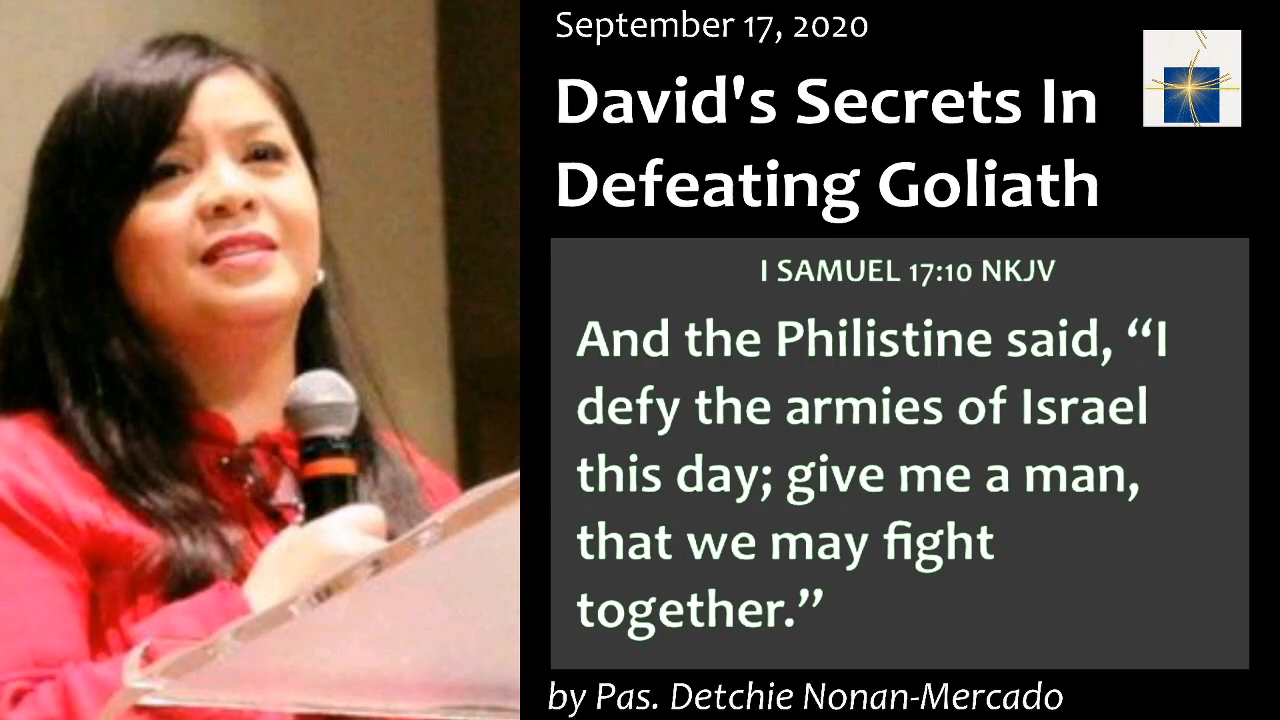 September 17, 2020
David's Secrets In
Defeating Goliath
I SAMUEL 17:10 NKJV
And the Philistine said, “I
defy the armies of Israel
this day; give me a man,
that we may fight
together.”
by Pas. Detchie Nonan-Mercado